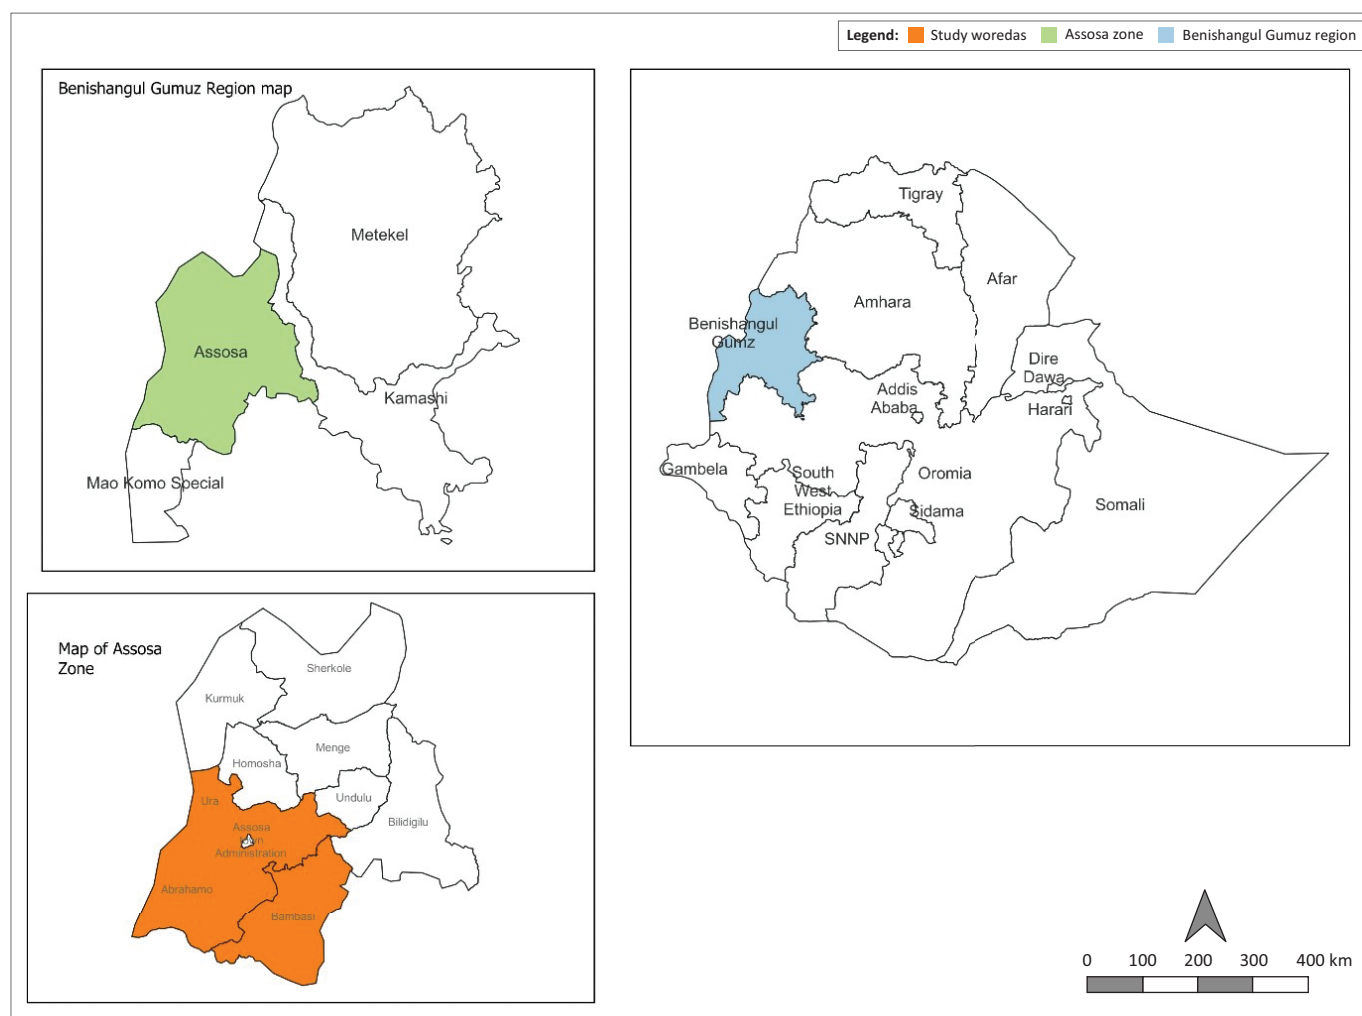 Legend: Study woredas Assosa zone Benishangul Gumuz region
Benishangul Gumuz Region map
Metekel
Assosa
Kamashi
Mao Komo Special
Tigray
Afar
Amhara
Benishangul
Gumz
Dire
Dawa
Addis
Ababa
Harari
Gambela
South
West
Ethiopia
Oromia
Sidama
Somali
SNNP
Map of Assosa
Zone
Sherkole
Kurmuk
Menge
Homosha
Undulu
Ura
Bilidigilu
Assosa
town
Administration
Abrahamo
Bambasi
0 100 200 300 400 km